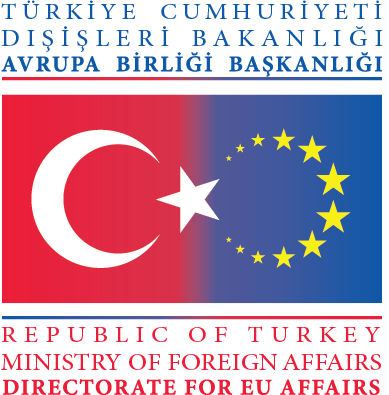 TÜRKİYE CUMHURİYETİ
DIŞİŞLERİ BAKANLIĞI
AVRUPA BİRLİĞİ BAŞKANLIĞI
REPUBLIC OF TURKEY
MINISTRY OF FOREIGN AFFAIRS
DIRECTORATE FOR EU AFFAIRS